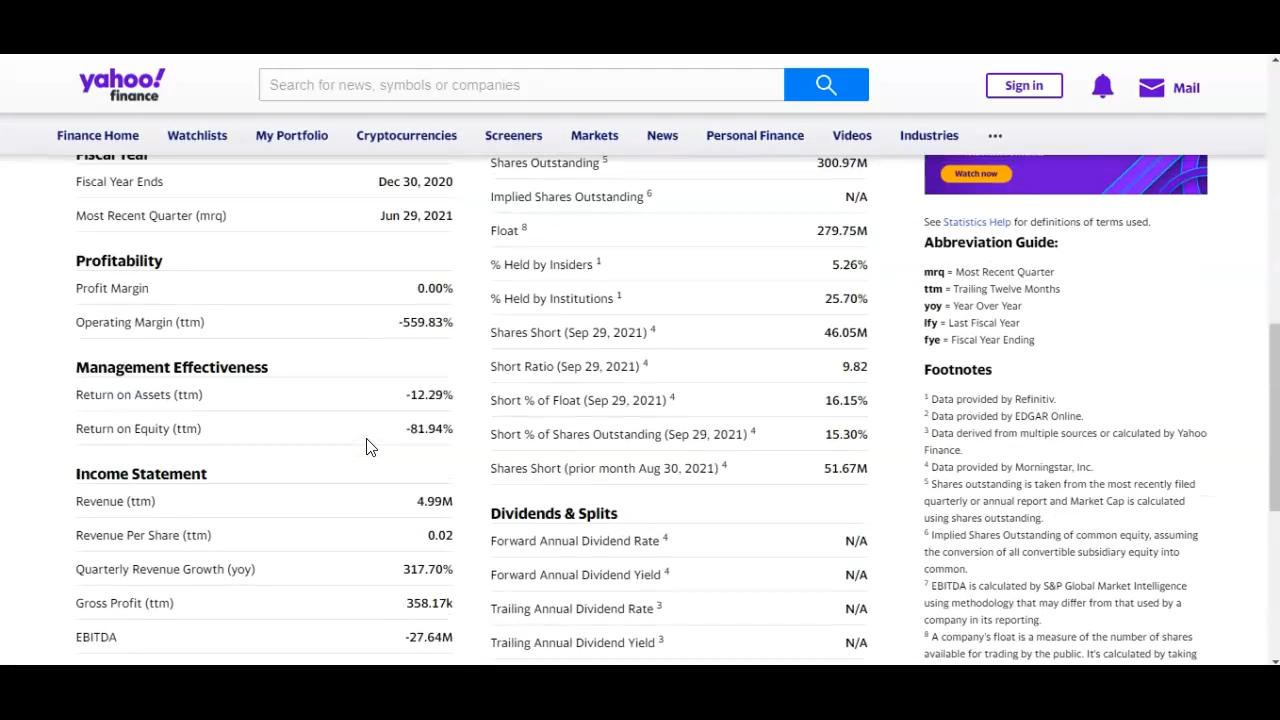 yahoo!
finance
Search for news, symbols or companies
Sign in
Mail
Finance Home
Watchlists
My Portfolio
Cryptocurrencies
Screeners
Markets
News
Personal Finance
Videos
Industries
...
Fiscal Year
Fiscal Year Ends Dec 30, 2020
Most Recent Quarter (mrq) Jun 29, 2021
Profitability
Profit Margin 0.00%
Operating Margin (ttm) -559.83%
Management Effectiveness
Return on Assets (ttm) -12.29%
Return on Equity (ttm) -81.94%
Income Statement
Revenue (ttm) 4.99M
Revenue Per Share (ttm) 0.02
Quarterly Revenue Growth (yoy) 317.70%
Gross Profit (ttm) 358.17k
EBITDA -27.64M
Shares Outstanding 5 300.97M
Implied Shares Outstanding 6 N/A
Float 8 279.75M
% Held by Insiders 1 5.26%
% Held by Institutions 1 25.70%
Shares Short (Sep 29, 2021) 4 46.05M
Short Ratio (Sep 29, 2021) 4 9.82
Short % of Float (Sep 29, 2021) 4 16.15%
Short % of Shares Outstanding (Sep 29, 2021) 4 15.30%
Shares Short (prior month Aug 30, 2021) 4 51.67M
Dividends & Splits
Forward Annual Dividend Rate 4 N/A
Forward Annual Dividend Yield 4 N/A
Trailing Annual Dividend Rate 3 N/A
Trailing Annual Dividend Yield 3 N/A
Watch now
See Statistics Help for definitions of terms used.
Abbreviation Guide:
mrq = Most Recent Quarter
ttm = Trailing Twelve Months
yoy = Year Over Year
lfy = Last Fiscal Year
fye = Fiscal Year Ending
Footnotes
1 Data provided by Refinitiv.
2 Data provided by EDGAR Online.
3 Data derived from multiple sources or calculated by Yahoo
Finance.
4 Data provided by Morningstar, Inc.
5 Shares outstanding is taken from the most recently filed
quarterly or annual report and Market Cap is calculated
using shares outstanding.
6 Implied Shares Outstanding of common equity, assuming
the conversion of all convertible subsidiary equity into
common.
7 EBITDA is calculated by S&P Global Market Intelligence
using methodology that may differ from that used by a
company in its reporting.
8 A company's float is a measure of the number of shares
available for trading by the public. It's calculated by taking